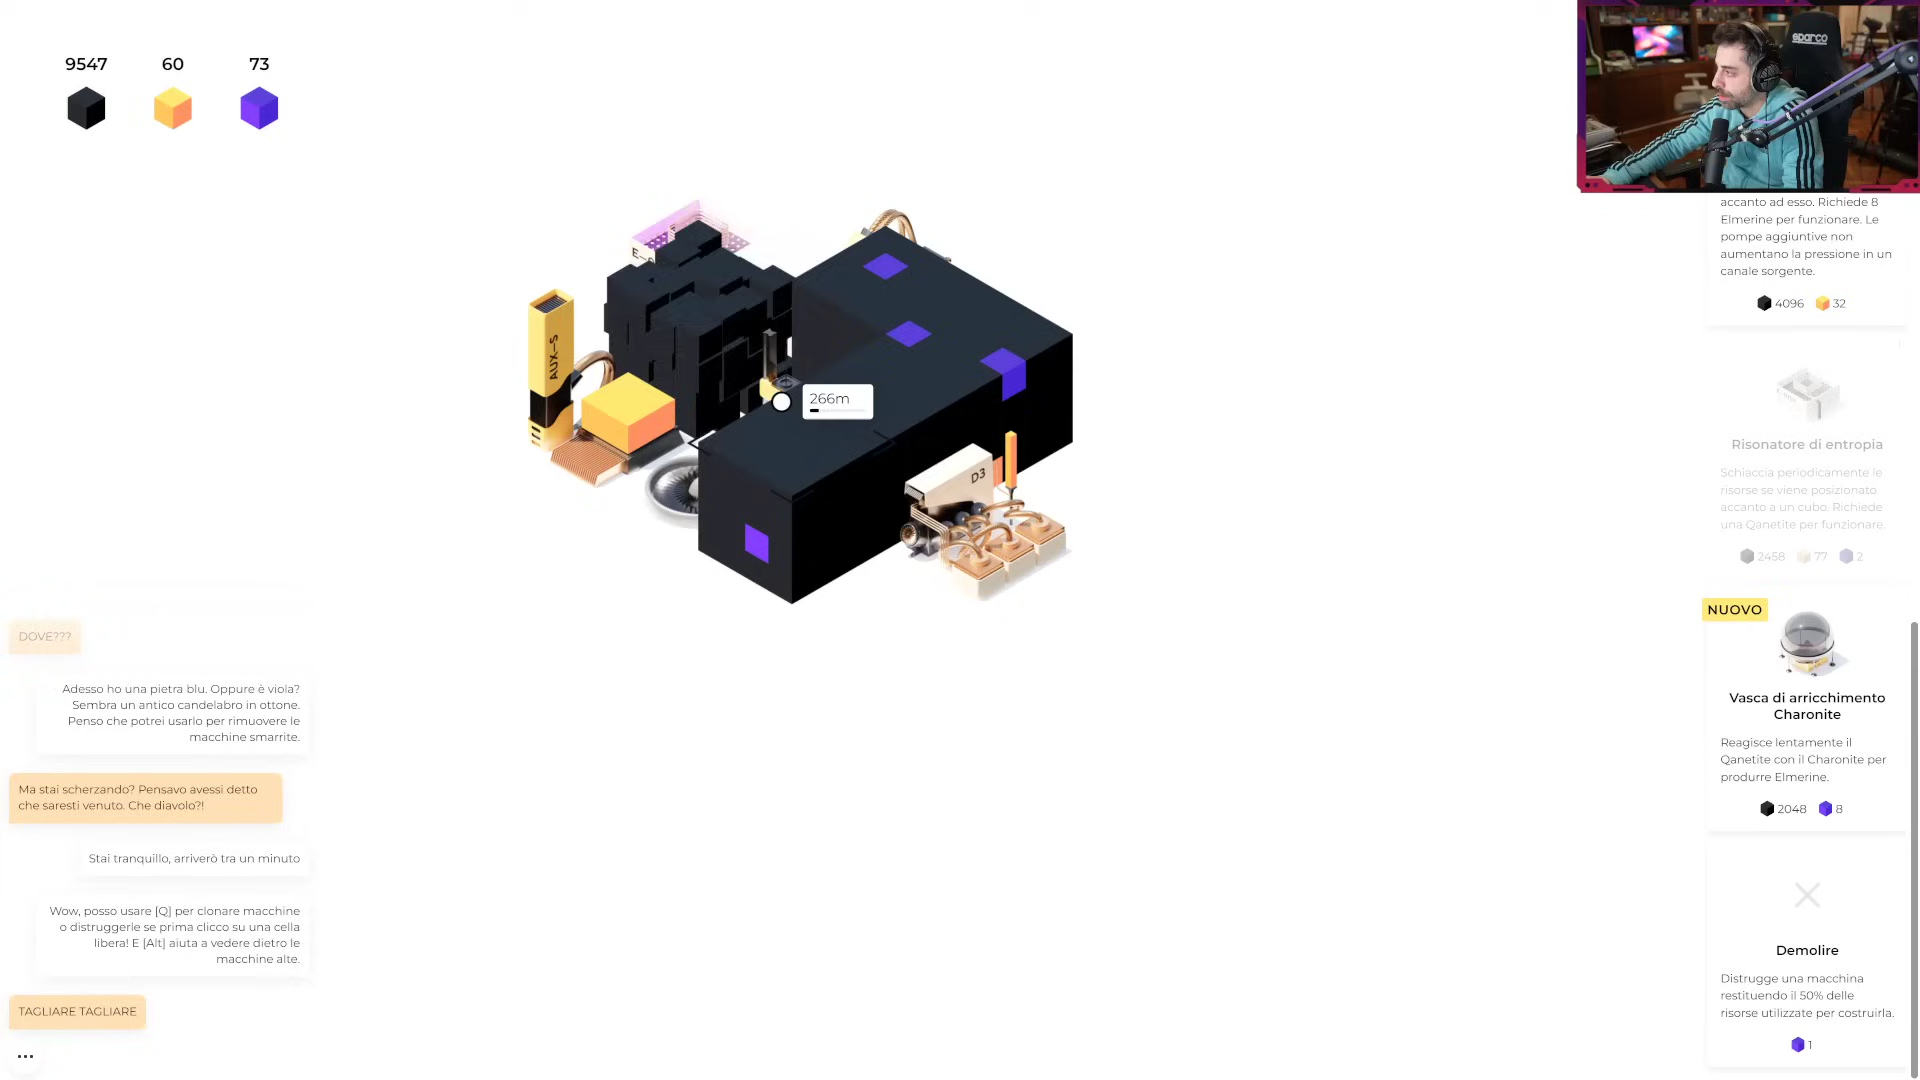 9547
60
73
sparco
accanto ad esso. Richiede 8
Elmerine per funzionare. Le
pompe aggiuntive non
aumentano la pressione in un
canale sorgente.
4096
32
E-
AUX-S
266m
D3
Risonatore di entropia
Schiaccia periodicamente le
risorse se viene posizionato
accanto a un cubo. Richiede
una Qanetite per funzionare.
2458
77
2
NUOVO
Vasca di arricchimento
Charonite
Reagisce lentamente il
Qanetite con il Charonite per
produrre Elmerine.
2048
8
Demolire
Distrugge una macchina
restituendo il 50% delle
risorse utilizzate per costruirla.
1
DOVE???
Adesso ho una pietra blu. Oppure è viola?
Sembra un antico candelabro in ottone.
Penso che potrei usarlo per rimuovere le
macchine smarrite.
Ma stai scherzando? Pensavo avessi detto
che saresti venuto. Che diavolo?!
Stai tranquillo, arriverò tra un minuto
Wow, posso usare [Q] per clonare macchine
o distruggerle se prima clicco su una cella
libera! E [Alt] aiuta a vedere dietro le
macchine alte.
TAGLIARE TAGLIARE
...